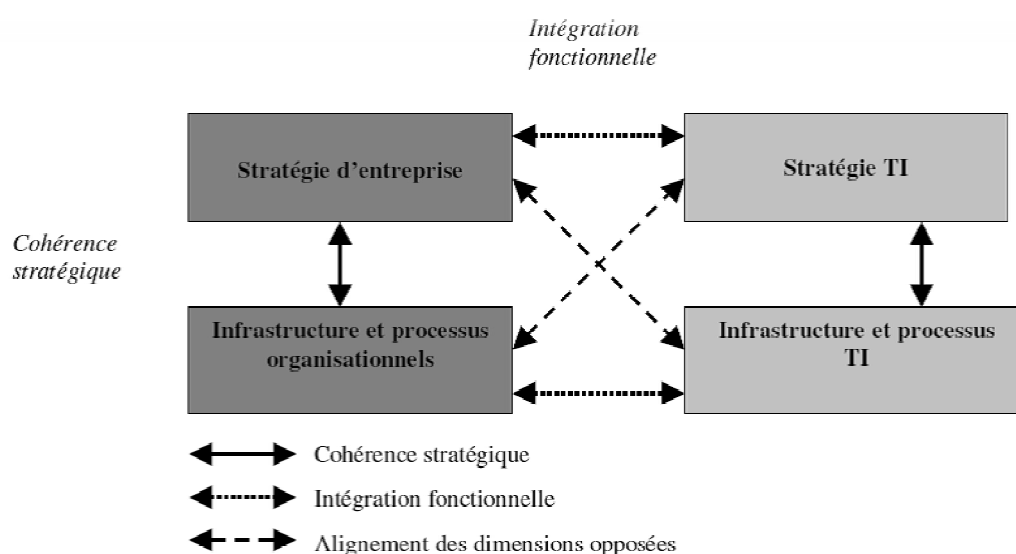 Intégration
fonctionnelle
Stratégie d'entreprise
Stratégie TI
Cohérence
stratégique
Infrastructure et processus
organisationnels
Infrastructure et processus
TI
Cohérence stratégique
Intégration fonctionnelle
Alignement des dimensions opposées